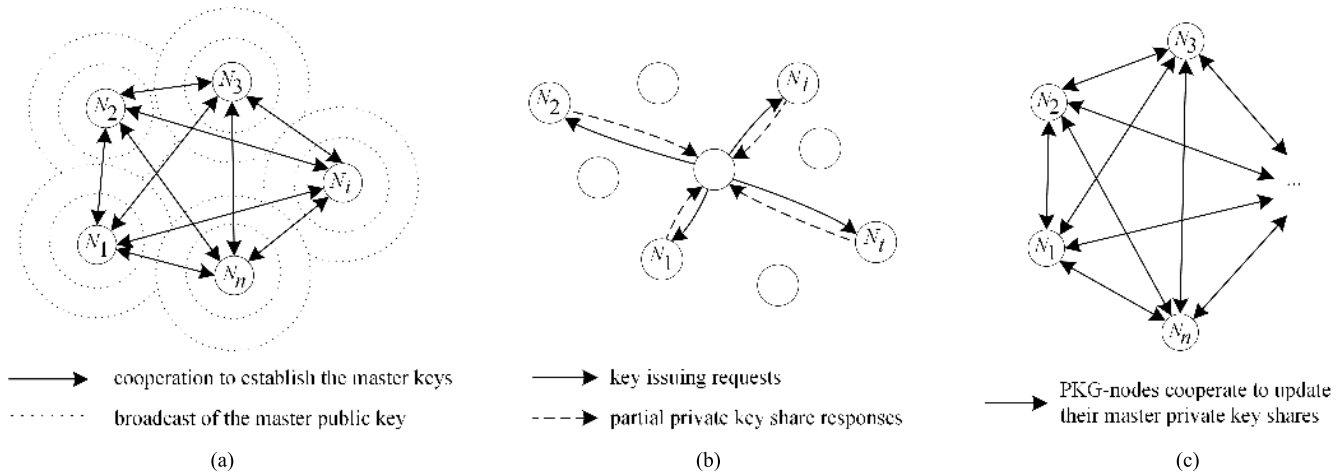 N3
N2
Ni
N1
Nn
cooperation to establish the master keys
broadcast of the master public key
(a)
N2
Ni
N1
Nt
key issuing requests
partial private key share responses
(b)
N3
N2
...
N1
Nn
PKG-nodes cooperate to update
their master private key shares
(c)